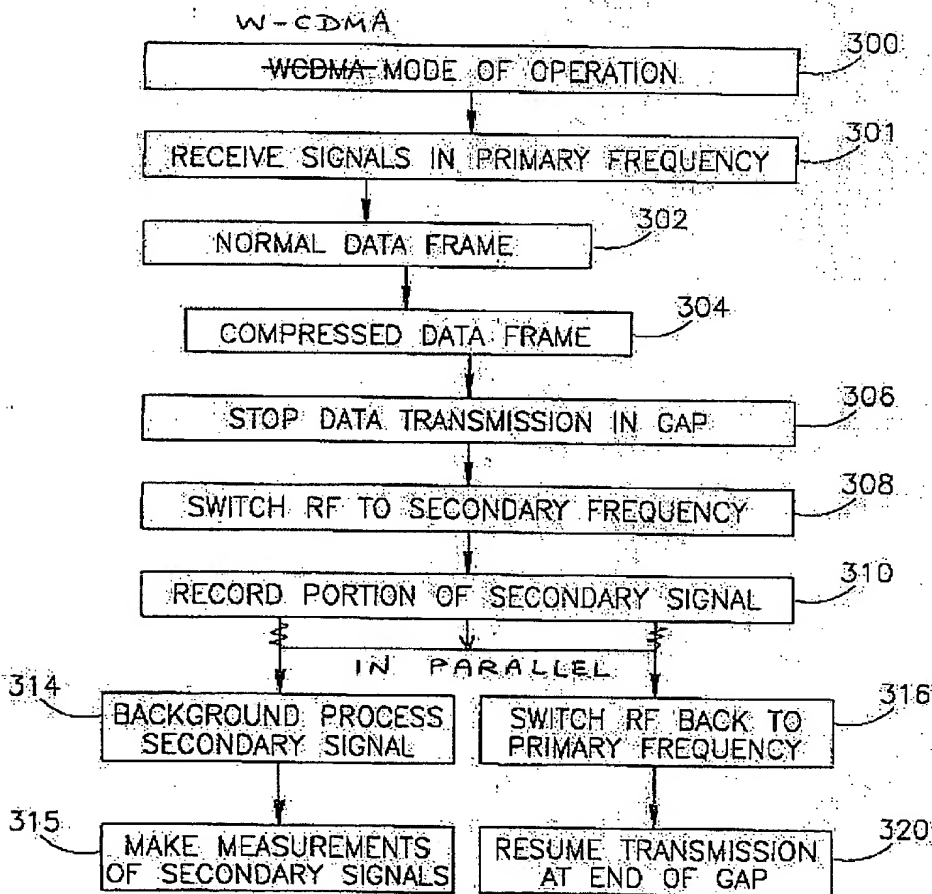 W-CDMA
300
WCDMA MODE OF OPERATION
301
RECEIVE SIGNALS IN PRIMARY FREQUENCY
302
NORMAL DATA FRAME
304
COMPRESSED DATA FRAME
306
STOP DATA TRANSMISSION IN GAP
308
SWITCH RF TO SECONDARY FREQUENCY
310
RECORD PORTION OF SECONDARY SIGNAL
IN PARALLEL
314
BACKGROUND PROCESS
SECONDARY SIGNAL
316
SWITCH RF BACK TO
PRIMARY FREQUENCY
315
MAKE MEASUREMENTS
OF SECONDARY SIGNALS
320
RESUME TRANSMISSION
AT END OF GAP